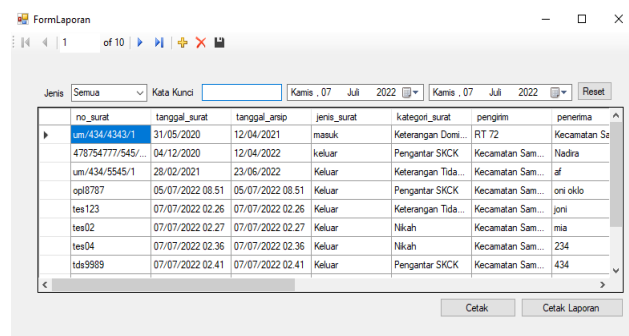 FormLaporan
1 of 10
Jenis Semua Kata Kunci Kamis , 07 Juli 2022 Kamis , 07 Juli 2022 Reset
no_surat tanggal_surat tanggal_arsip jenis_surat kategori_surat pengirim penerima
um/434/4343/1 31/05/2020 12/04/2021 masuk Keterangan Domi... RT 72 Kecamatan Sa
478754777/545/... 04/12/2020 12/04/2022 keluar Pengantar SKCK Kecamatan Sam... Nadira
um/434/5545/1 28/02/2021 23/06/2022 Keluar Keterangan Tida... Kecamatan Sam... af
opl8787 05/07/2022 08.51 05/07/2022 08.51 Keluar Pengantar SKCK Kecamatan Sam... oni oklo
tes123 07/07/2022 02.26 07/07/2022 02.26 Keluar Keterangan Tida... Kecamatan Sam... joni
tes02 07/07/2022 02.27 07/07/2022 02.27 Keluar Nikah Kecamatan Sam... mia
tes04 07/07/2022 02.36 07/07/2022 02.36 Keluar Nikah Kecamatan Sam... 234
tds9989 07/07/2022 02.41 07/07/2022 02.41 Keluar Pengantar SKCK Kecamatan Sam... 434
Cetak Cetak Laporan